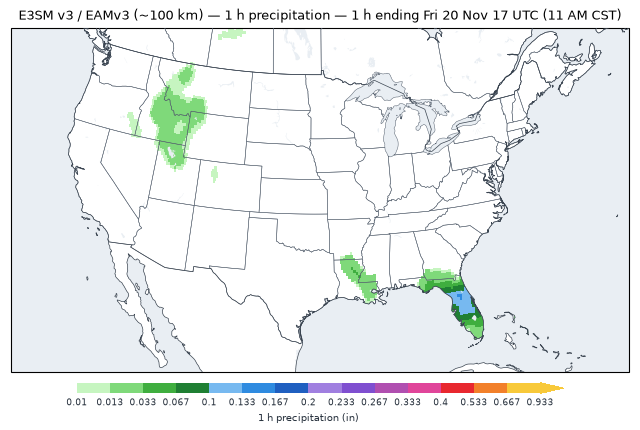 E3SM v3 / EAMv3 (~100 km) — 1 h precipitation — 1 h ending Fri 20 Nov 17 UTC (11 AM CST)
0.01 0.013 0.033 0.067 0.1 0.133 0.167 0.2 0.233 0.267 0.333 0.4 0.533 0.667 0.933
1 h precipitation (in)